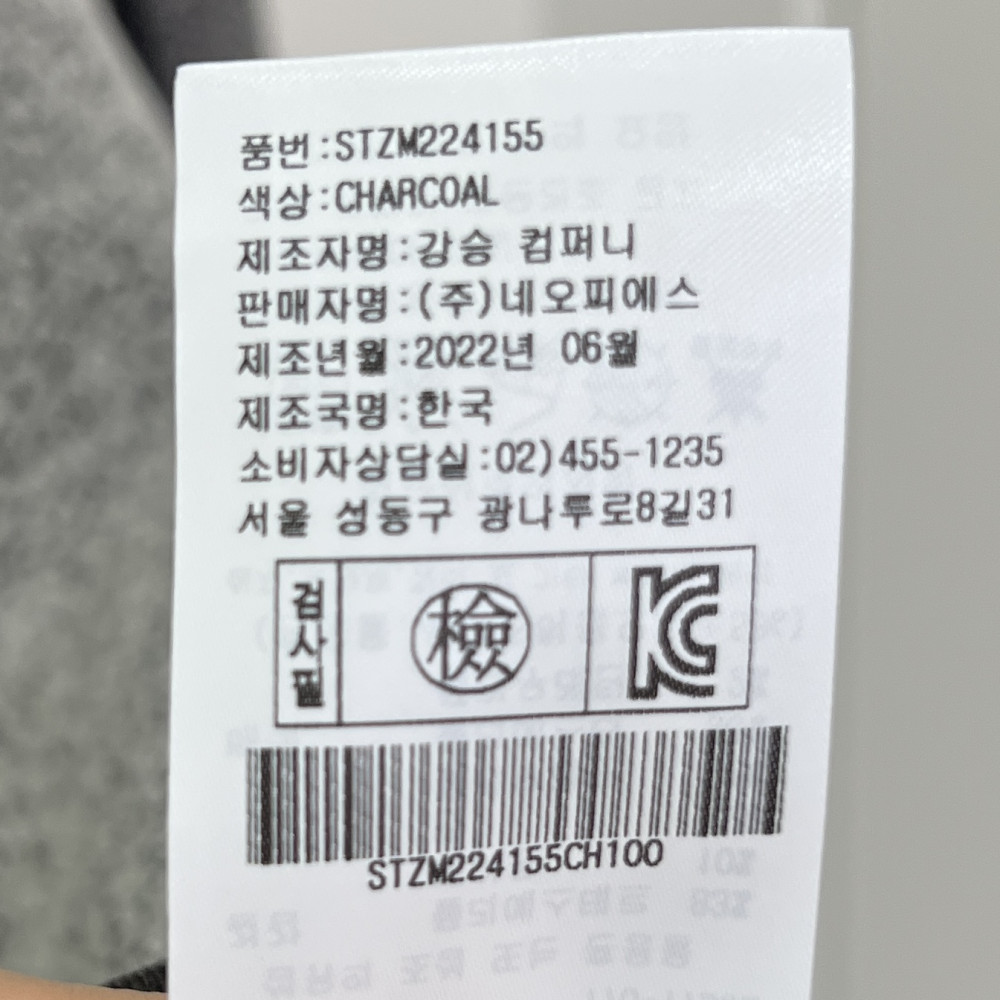 품번:STZM224155
색상:CHARCOAL
제조자명:강승 컴퍼니
판매자명:(주)네오피에스
제조년월:2022년 06월
제조국명:한국
소비자상담실:02)455-1235
서울 성동구 광나루로8길31
검사필
檢
KC
STZM224155CH100